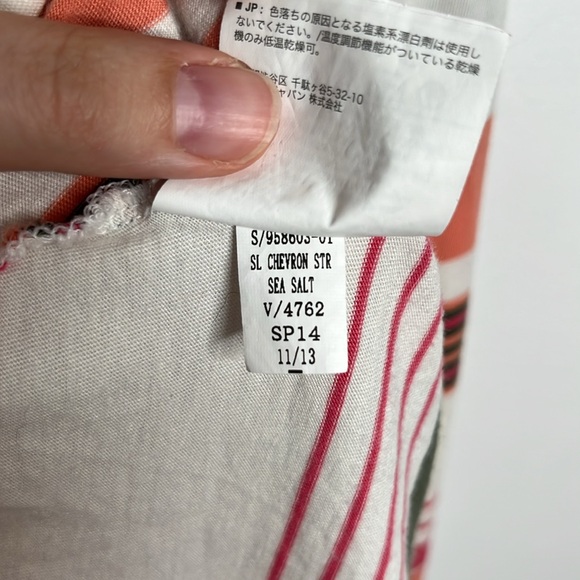 ■ JP: 色落ちの原因となる塩素系漂白剤は使用し
ないでください。/温度調節機能がついている乾燥
機のみ低温乾燥可。
渋谷区 千駄ヶ谷5-32-10
ャパン 株式会社
S/958603-01
SL CHEVRON STR
SEA SALT
V/4762
SP14
11/13